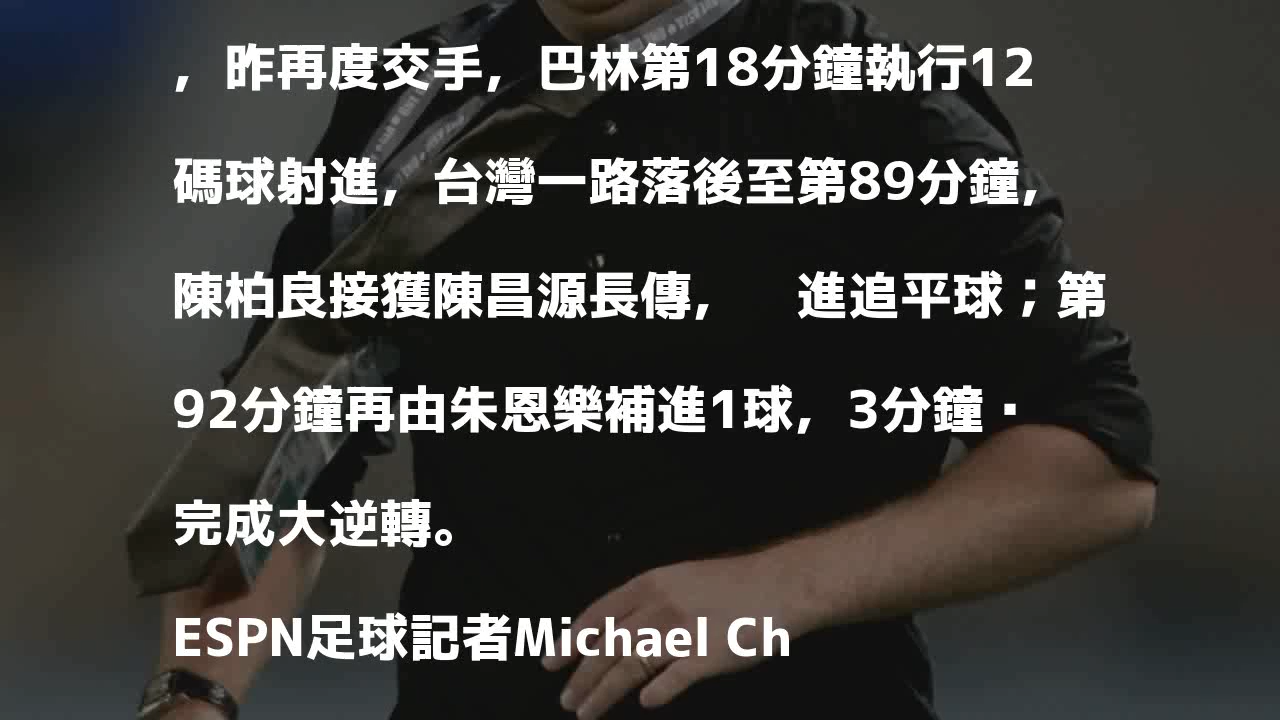 ，昨再度交手，巴林第18分鐘執行12
碼球射進，台灣一路落後至第89分鐘，
陳柏良接獲陳昌源長傳，　進追平球；第
92分鐘再由朱恩樂補進1球，3分鐘
完成大逆轉。
ESPN足球記者Michael Ch